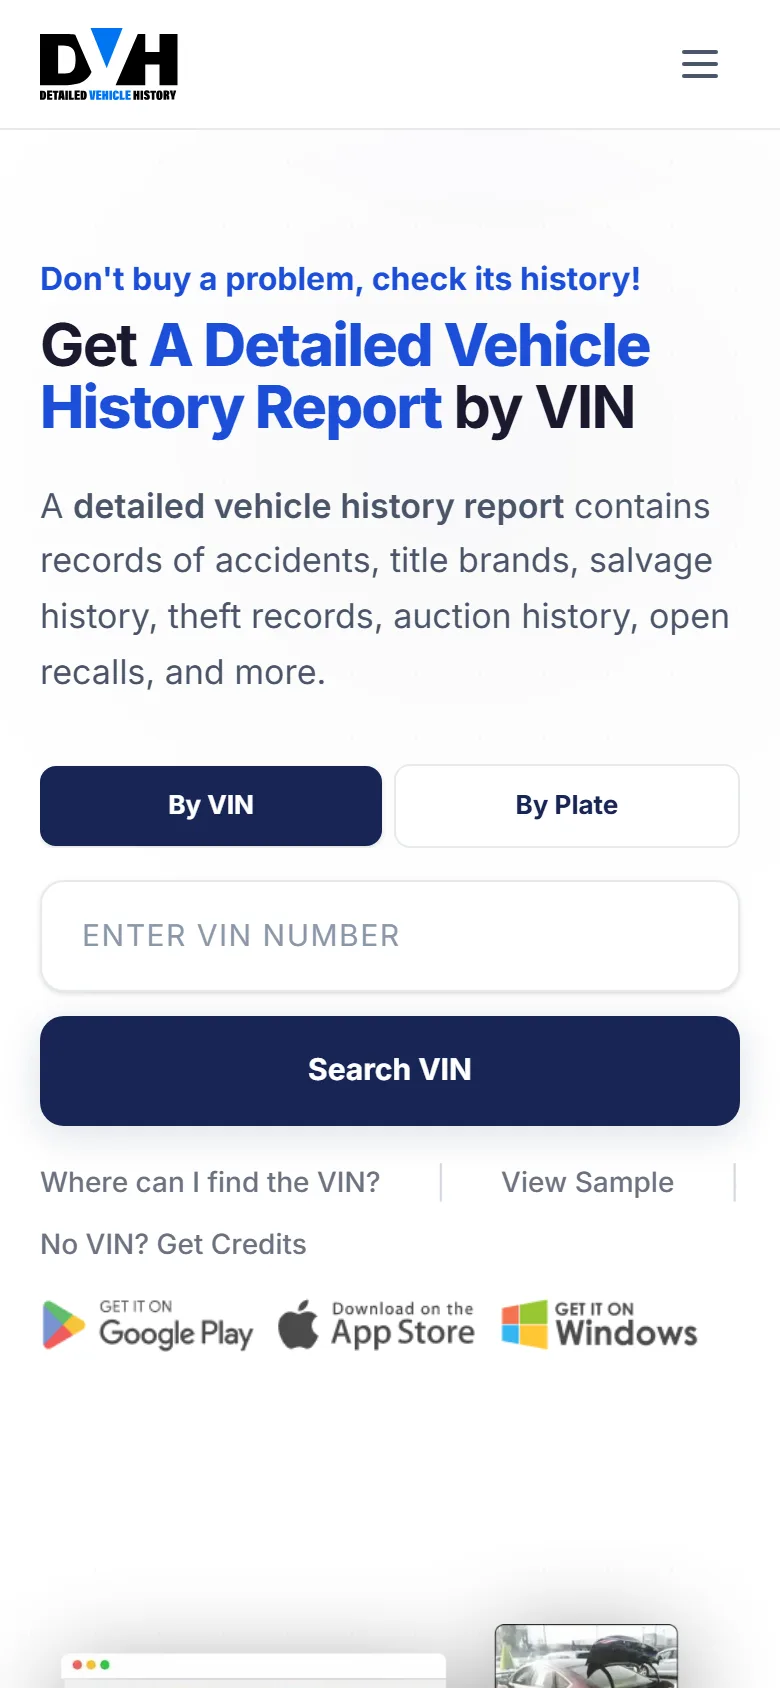 DVH
DETAILED VEHICLE HISTORY
Don't buy a problem, check its history!
Get A Detailed Vehicle
History Report by VIN
A detailed vehicle history report contains
records of accidents, title brands, salvage
history, theft records, auction history, open
recalls, and more.
By VIN
By Plate
ENTER VIN NUMBER
Search VIN
Where can I find the VIN?
View Sample
No VIN? Get Credits
GET IT ON
Google Play
Download on the
App Store
GET IT ON
Windows